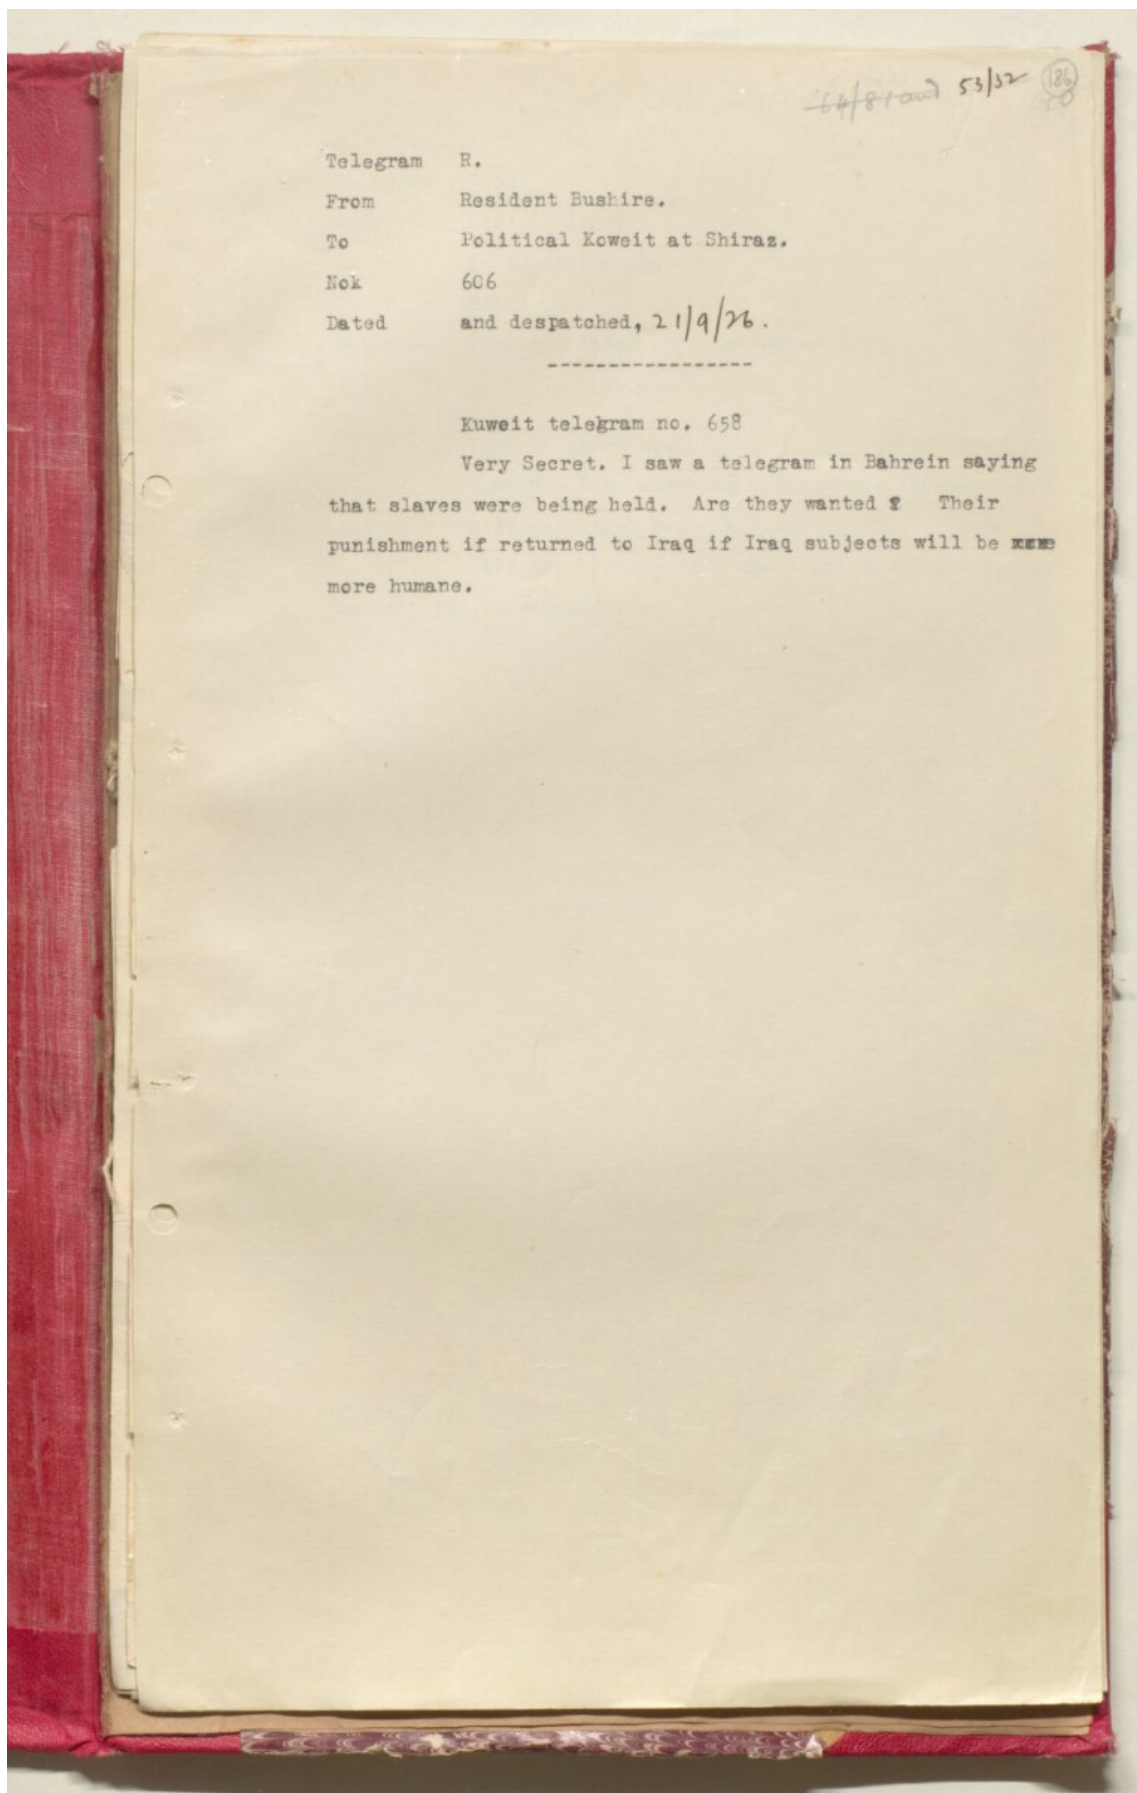 64/81 and 53/32 186
Telegram R.
From Resident Bushire.
To Political Koweit at Shiraz.
Nok 606
Dated and despatched, 21/9/26.
-----------------
Kuweit telegram no. 658
Very Secret. I saw a telegram in Bahrein saying
that slaves were being held. Are they wanted ? Their
punishment if returned to Iraq if Iraq subjects will be
more humane.